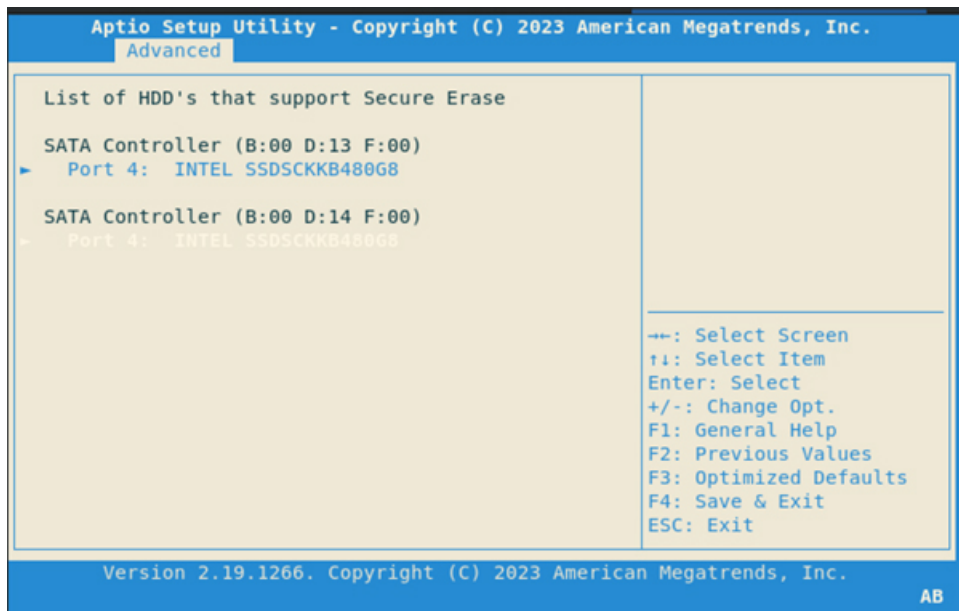 Aptio Setup Utility - Copyright (C) 2023 American Megatrends, Inc.
Advanced
List of HDD's that support Secure Erase
SATA Controller (B:00 D:13 F:00)
► Port 4: INTEL SSDSCKKB480G8
SATA Controller (B:00 D:14 F:00)
► Port 4: INTEL SSDSCKKB480G8
→←: Select Screen
↑↓: Select Item
Enter: Select
+/-: Change Opt.
F1: General Help
F2: Previous Values
F3: Optimized Defaults
F4: Save & Exit
ESC: Exit
Version 2.19.1266. Copyright (C) 2023 American Megatrends, Inc.
AB